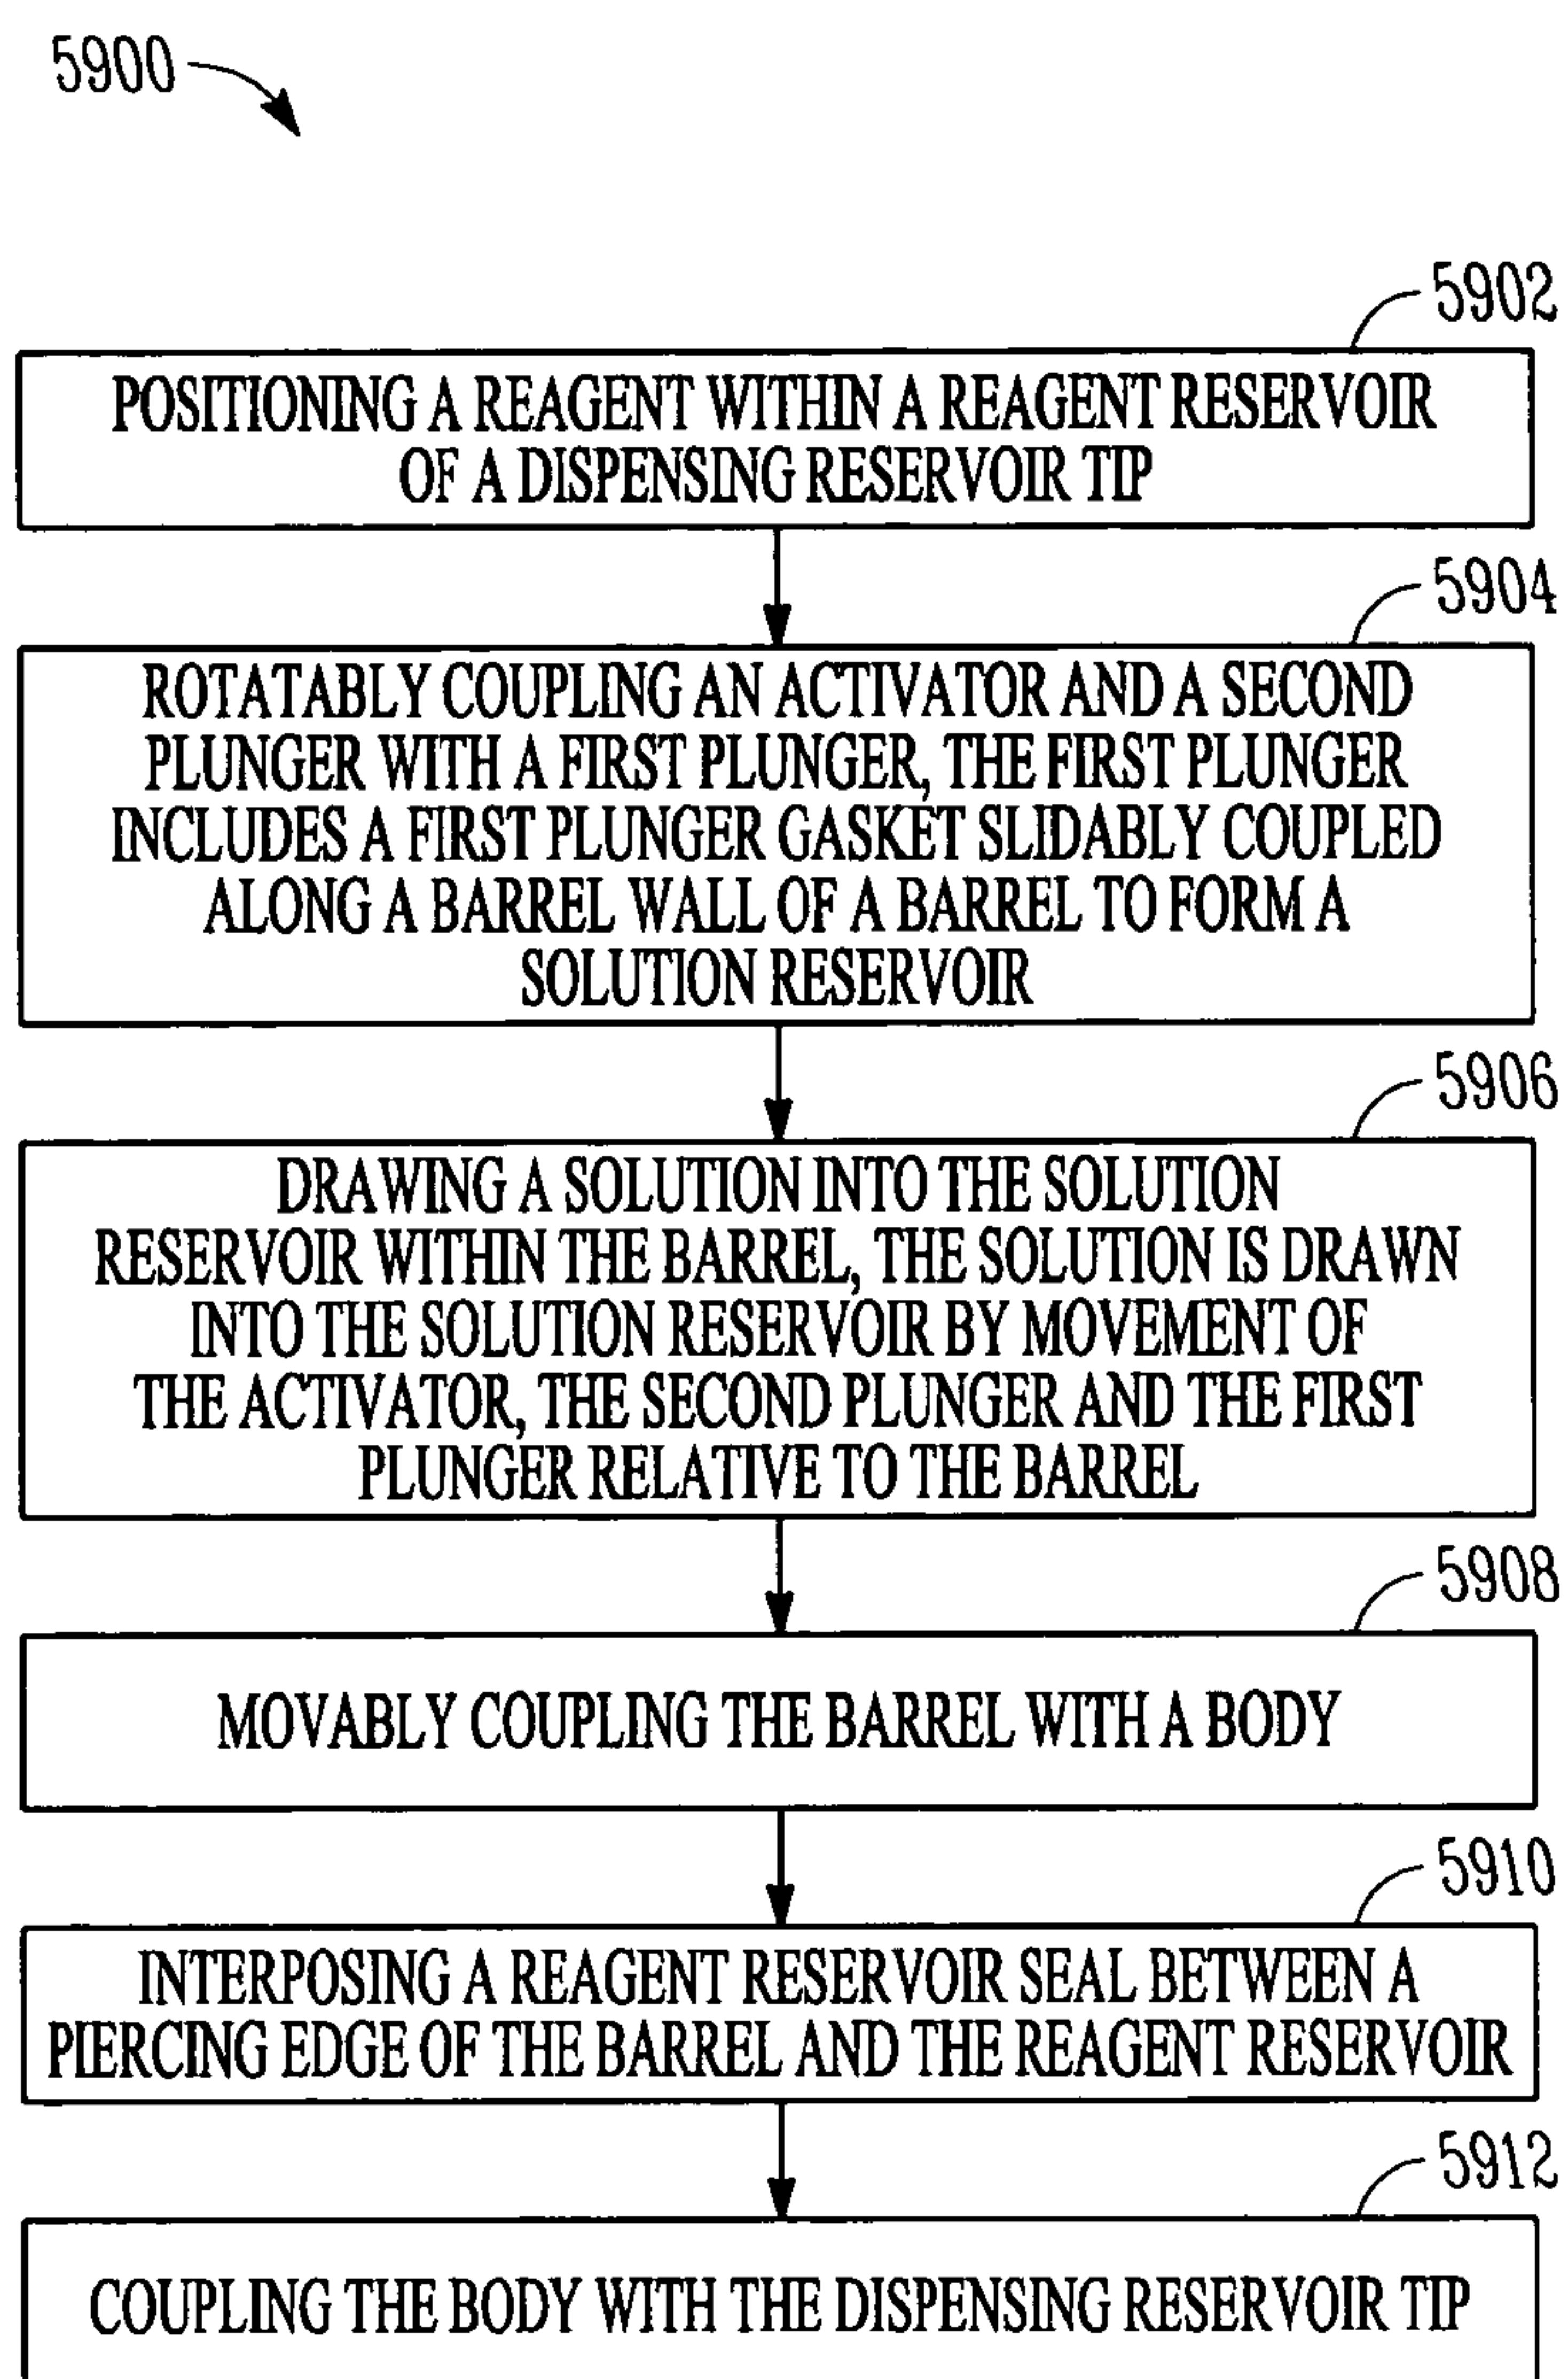 5900
5902
POSITIONING A REAGENT WITHIN A REAGENT RESERVOIR
OF A DISPENSING RESERVOIR TIP
5904
ROTATABLY COUPLING AN ACTIVATOR AND A SECOND
PLUNGER WITH A FIRST PLUNGER, THE FIRST PLUNGER
INCLUDES A FIRST PLUNGER GASKET SLIDABLY COUPLED
ALONG A BARREL WALL OF A BARREL TO FORM A
SOLUTION RESERVOIR
5906
DRAWING A SOLUTION INTO THE SOLUTION
RESERVOIR WITHIN THE BARREL, THE SOLUTION IS DRAWN
INTO THE SOLUTION RESERVOIR BY MOVEMENT OF
THE ACTIVATOR, THE SECOND PLUNGER AND THE FIRST
PLUNGER RELATIVE TO THE BARREL
5908
MOVABLY COUPLING THE BARREL WITH A BODY
5910
INTERPOSING A REAGENT RESERVOIR SEAL BETWEEN A
PIERCING EDGE OF THE BARREL AND THE REAGENT RESERVOIR
5912
COUPLING THE BODY WITH THE DISPENSING RESERVOIR TIP